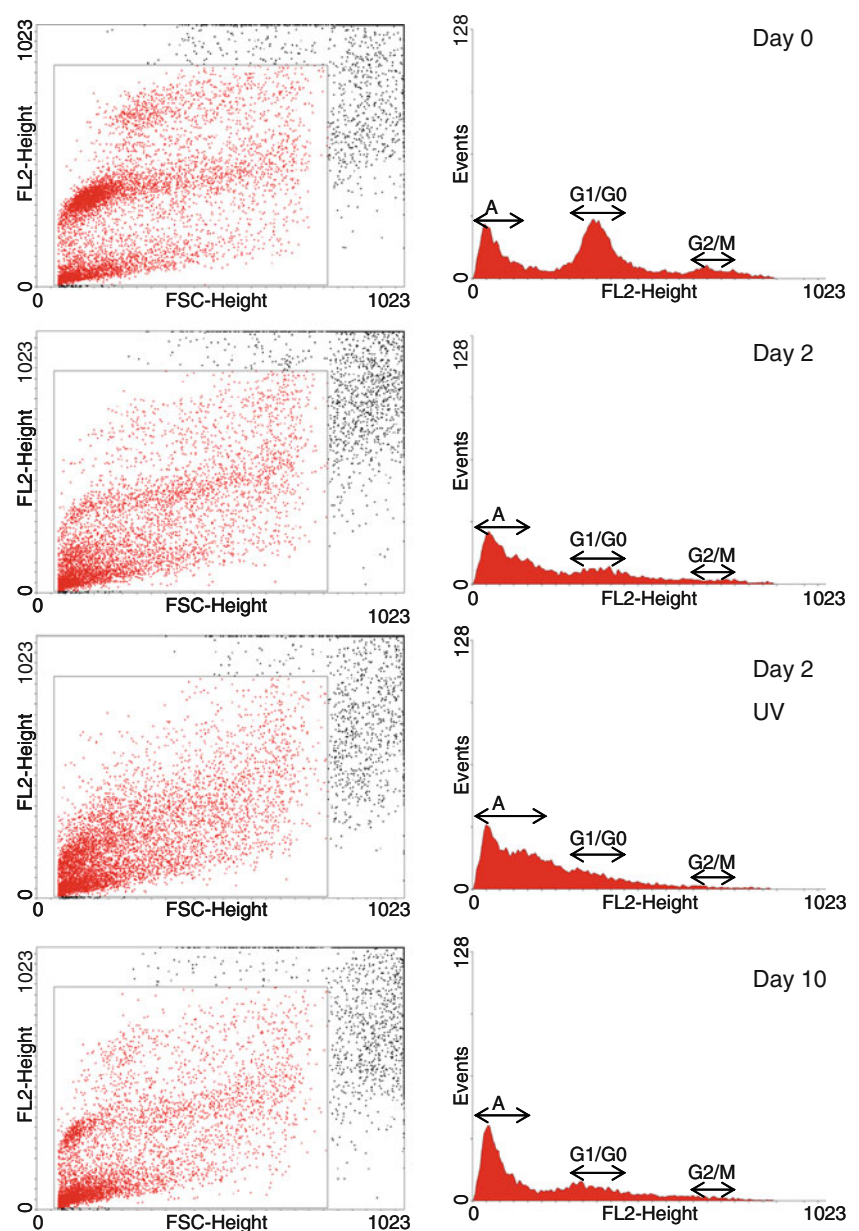 1023
FL2-Height
0
0
FSC-Height
1023
128
Events
0
Day 0
A
G1/G0
G2/M
0
FL2-Height
1023
1023
FL2-Height
0
0
FSC-Height
1023
128
Events
0
Day 2
A
G1/G0
G2/M
0
FL2-Height
1023
1023
FL2-Height
0
0
FSC-Height
1023
128
Events
0
Day 2
UV
A
G1/G0
G2/M
0
FL2-Height
1023
1023
FL2-Height
0
0
FSC-Height
1023
128
Events
0
Day 10
A
G1/G0
G2/M
0
FL2-Height
1023